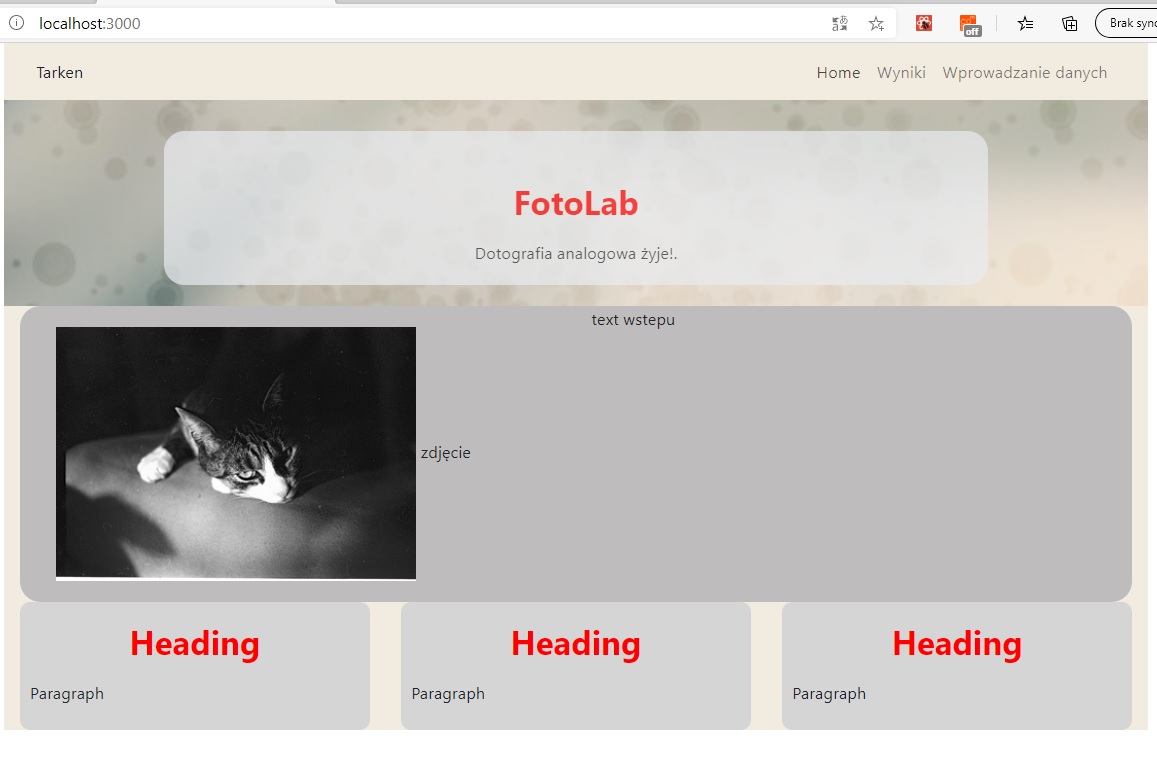 localhost:3000
off
Brak sync
Tarken
Home Wyniki Wprowadzanie danych
FotoLab
Dotografia analogowa żyje!.
text wstepu
zdjęcie
Heading Heading Heading
Paragraph Paragraph Paragraph